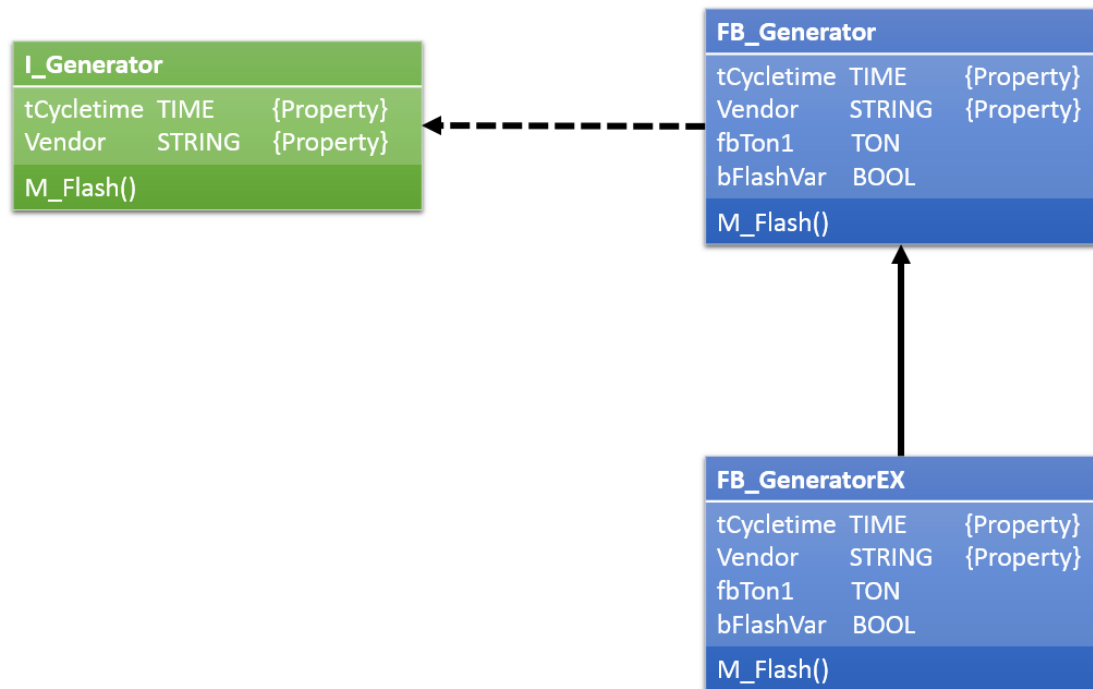 I_Generator
tCycletime TIME {Property}
Vendor STRING {Property}
M_Flash()
FB_Generator
tCycletime TIME {Property}
Vendor STRING {Property}
fbTon1 TON
bFlashVar BOOL
M_Flash()
FB_GeneratorEX
tCycletime TIME {Property}
Vendor STRING {Property}
fbTon1 TON
bFlashVar BOOL
M_Flash()